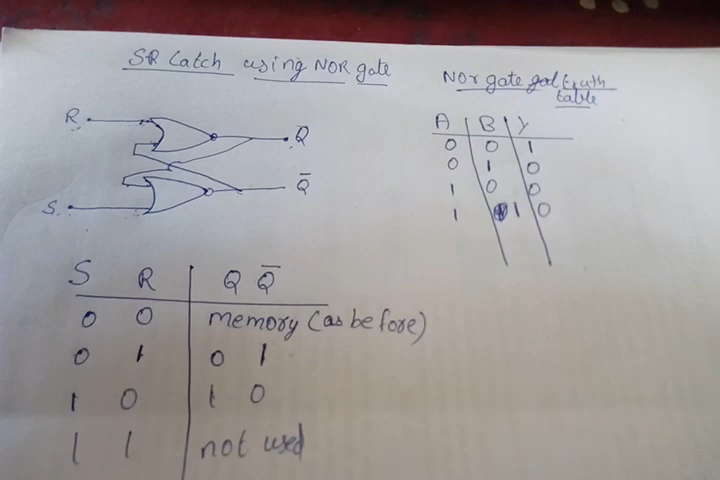 SR Latch using NOR gate
R
Q̅
Q̅
S
NOr gate truth
table
A B Y
0 0 1
0 1 0
1 0 0
1 1 0
S R Q Q̅
0 0 memory (as before)
0 1 0 1
1 0 1 0
1 1 not used